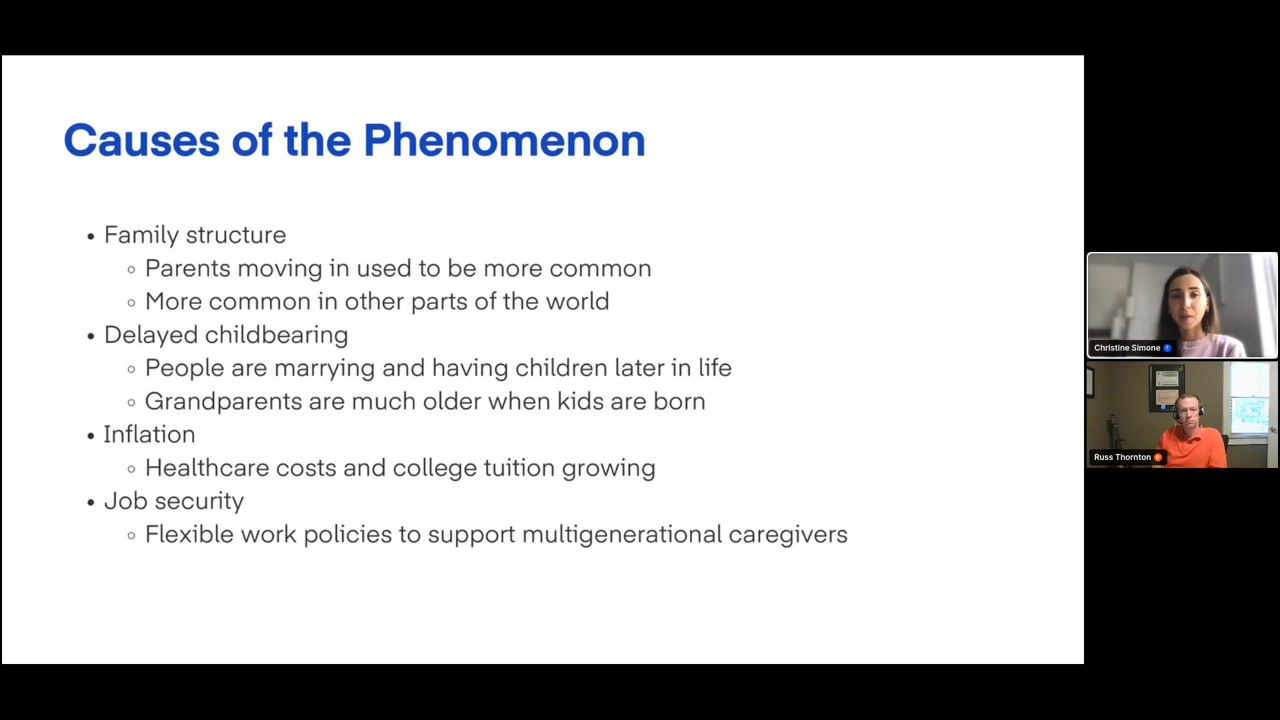 Causes of the Phenomenon
• Family structure
◦ Parents moving in used to be more common
◦ More common in other parts of the world
• Delayed childbearing
◦ People are marrying and having children later in life
◦ Grandparents are much older when kids are born
• Inflation
◦ Healthcare costs and college tuition growing
• Job security
◦ Flexible work policies to support multigenerational caregivers
Christine Simone
Russ Thornton